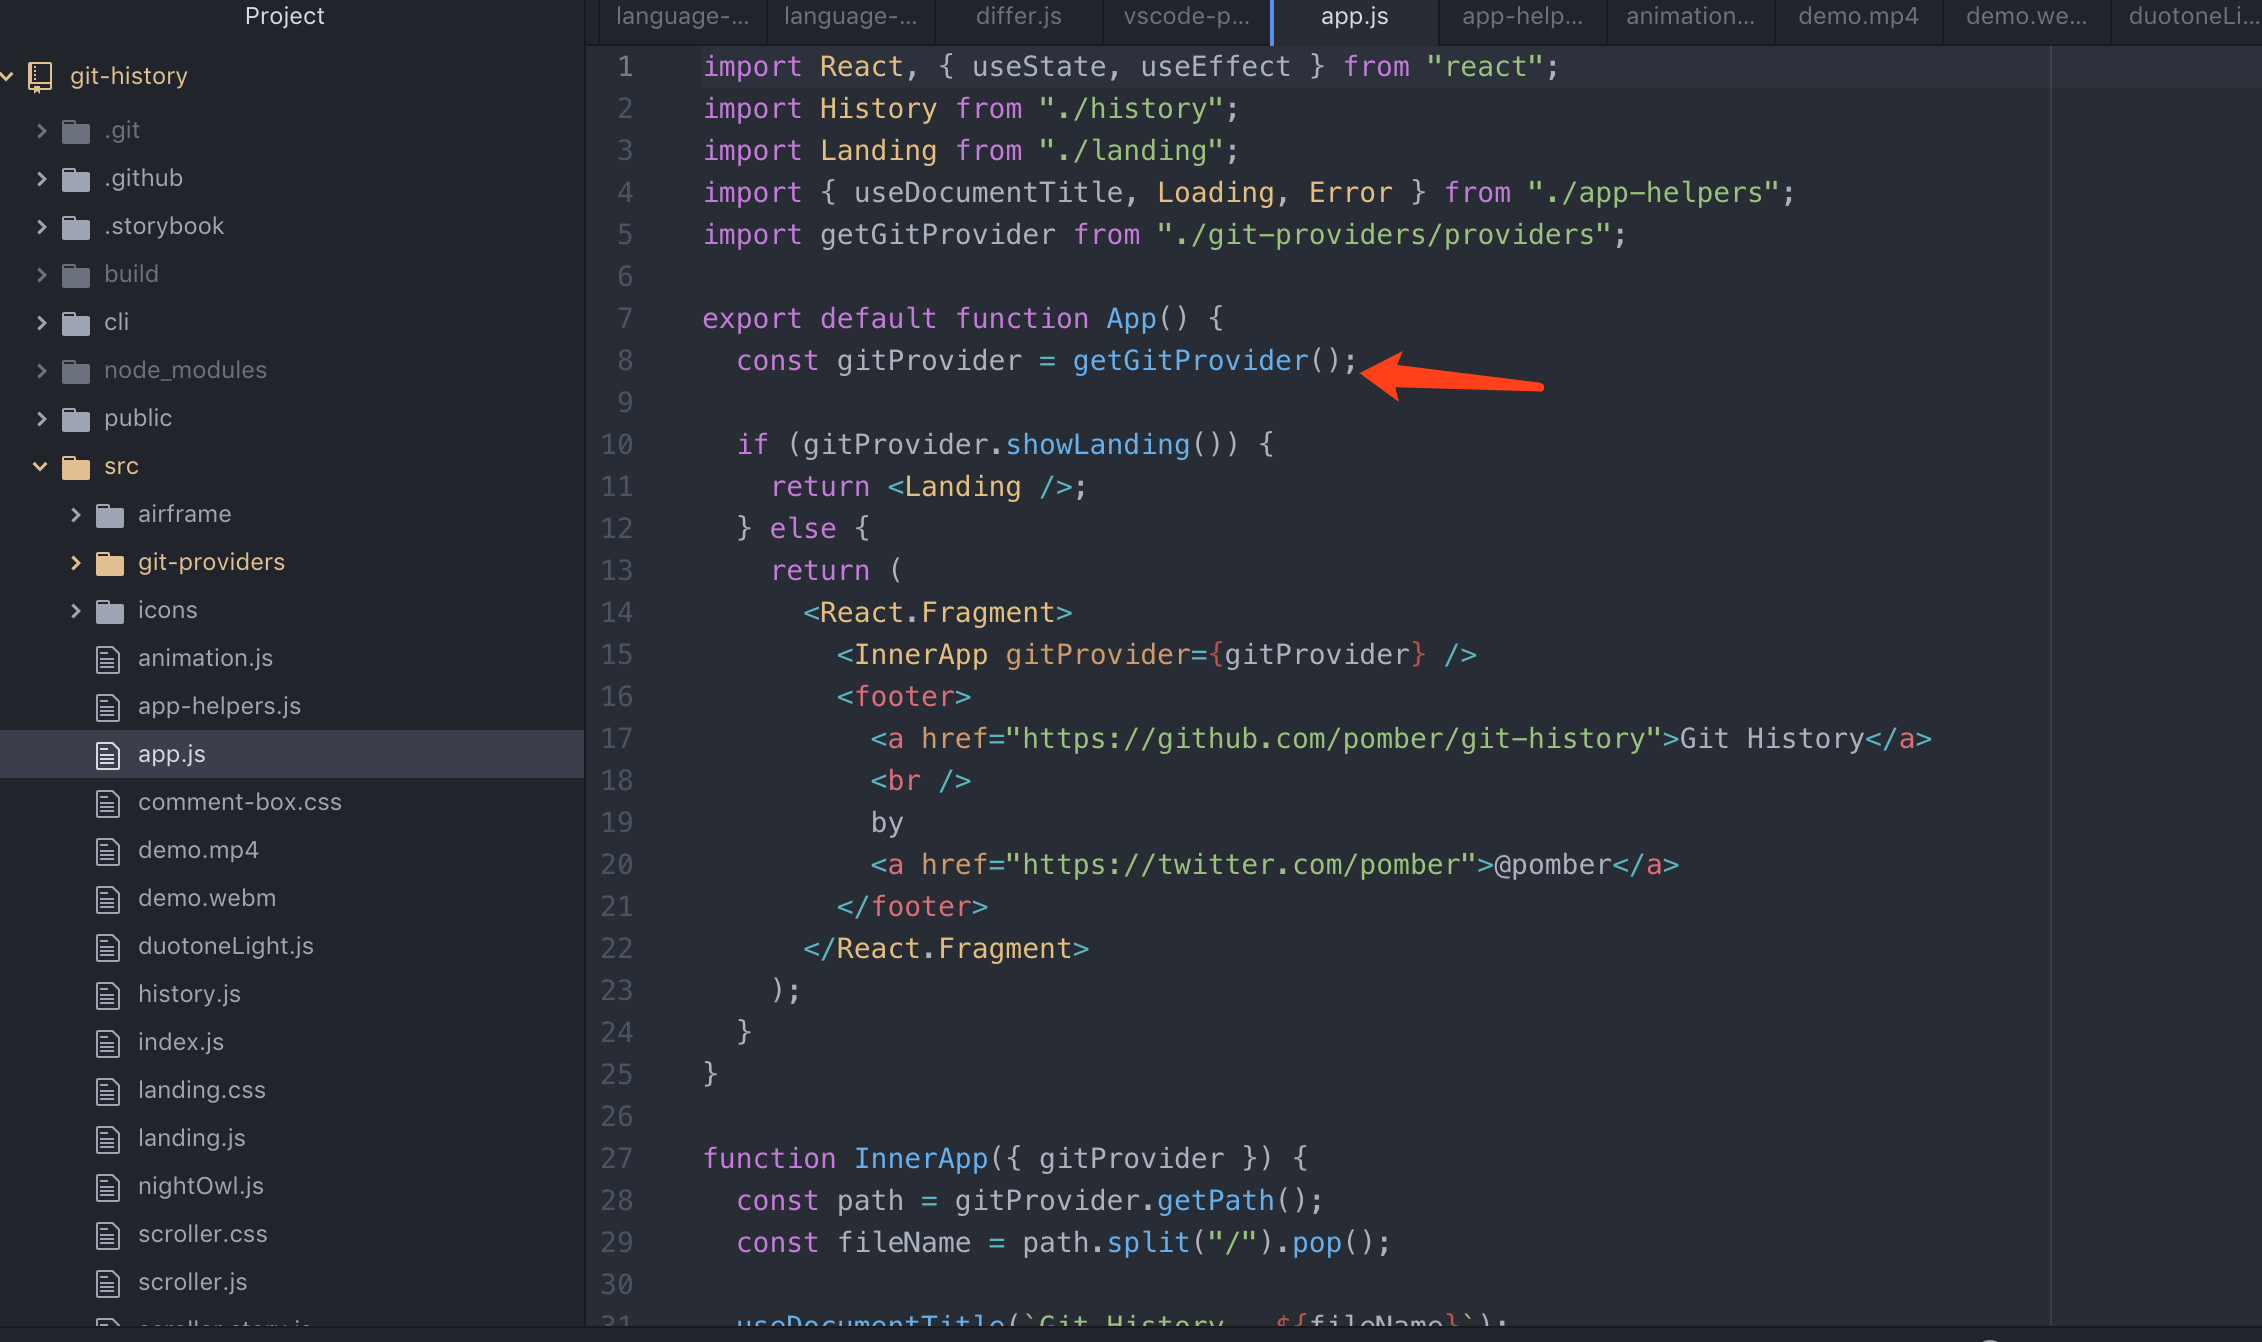 Project
git-history
.git
.github
.storybook
build
cli
node_modules
public
src
airframe
git-providers
icons
animation.js
app-helpers.js
app.js
comment-box.css
demo.mp4
demo.webm
duotoneLight.js
history.js
index.js
landing.css
landing.js
nightOwl.js
scroller.css
scroller.js
language-... language-... differ.js vscode-p... app.js app-help... animation... demo.mp4 demo.we... duotoneLi...
1 import React, { useState, useEffect } from "react";
2 import History from "./history";
3 import Landing from "./landing";
4 import { useDocumentTitle, Loading, Error } from "./app-helpers";
5 import getGitProvider from "./git-providers/providers";
6
7 export default function App() {
8   const gitProvider = getGitProvider();
9
10   if (gitProvider.showLanding()) {
11     return <Landing />;
12   } else {
13     return (
14       <React.Fragment>
15         <InnerApp gitProvider={gitProvider} />
16         <footer>
17           <a href="https://github.com/pomber/git-history">Git History</a>
18           <br />
19           by
20           <a href="https://twitter.com/pomber">@pomber</a>
21         </footer>
22       </React.Fragment>
23     );
24   }
25 }
26
27 function InnerApp({ gitProvider }) {
28   const path = gitProvider.getPath();
29   const fileName = path.split("/").pop();
30
31   useDocumentTitle(`Git History - ${fileName}`);